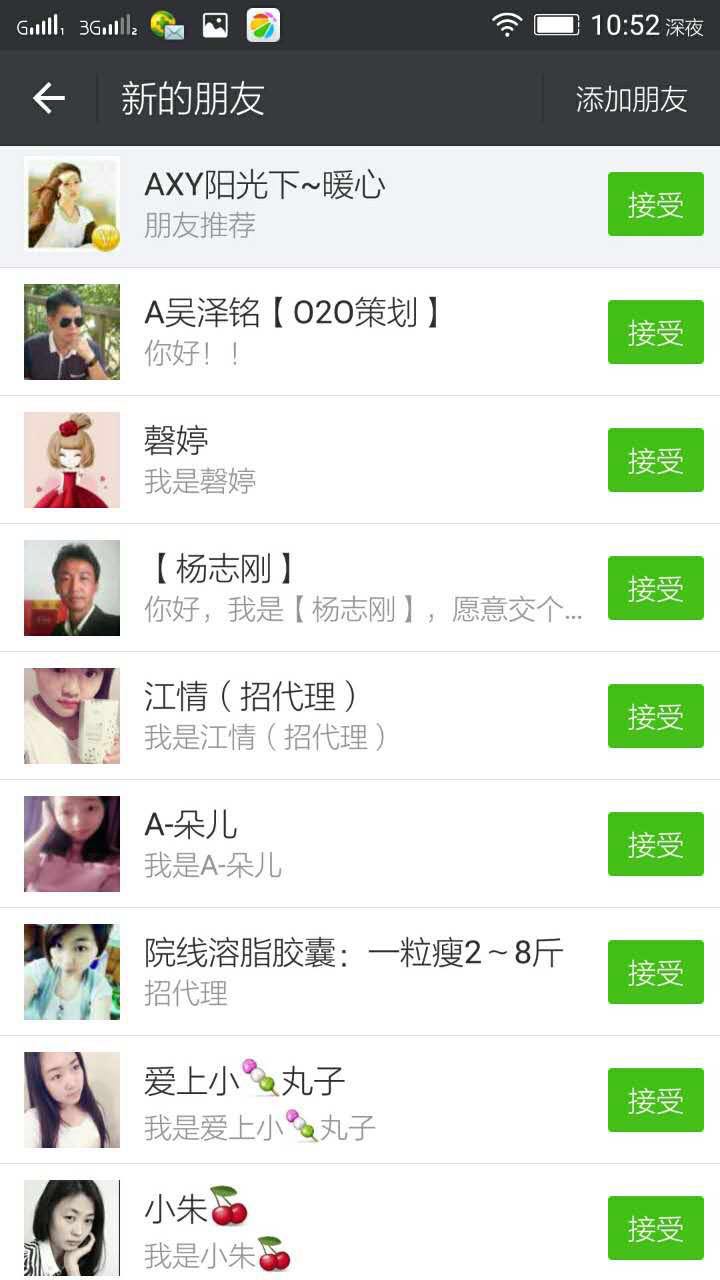 G 1 3G 2 10:52 深夜
新的朋友 添加朋友
AXY阳光下~暖心
朋友推荐
接受
A吴泽铭【O2O策划】
你好！！
接受
磬婷
我是磬婷
接受
【杨志刚】
你好，我是【杨志刚】，愿意交个...
接受
江情（招代理）
我是江情（招代理）
接受
A-朵儿
我是A-朵儿
接受
院线溶脂胶囊：一粒瘦2～8斤
招代理
接受
爱上小🍡丸子
我是爱上小🍡丸子
接受
小朱🍒
我是小朱🍒
接受